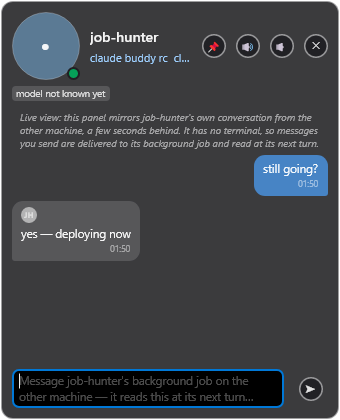 job-hunter
claude buddy rc cl...
model not known yet
Live view: this panel mirrors job-hunter's own conversation from the
other machine, a few seconds behind. It has no terminal, so messages
you send are delivered to its background job and read at its next turn.
still going?
01:50
JH
yes — deploying now
01:50
Message job-hunter's background job on the
other machine — it reads this at its next turn...